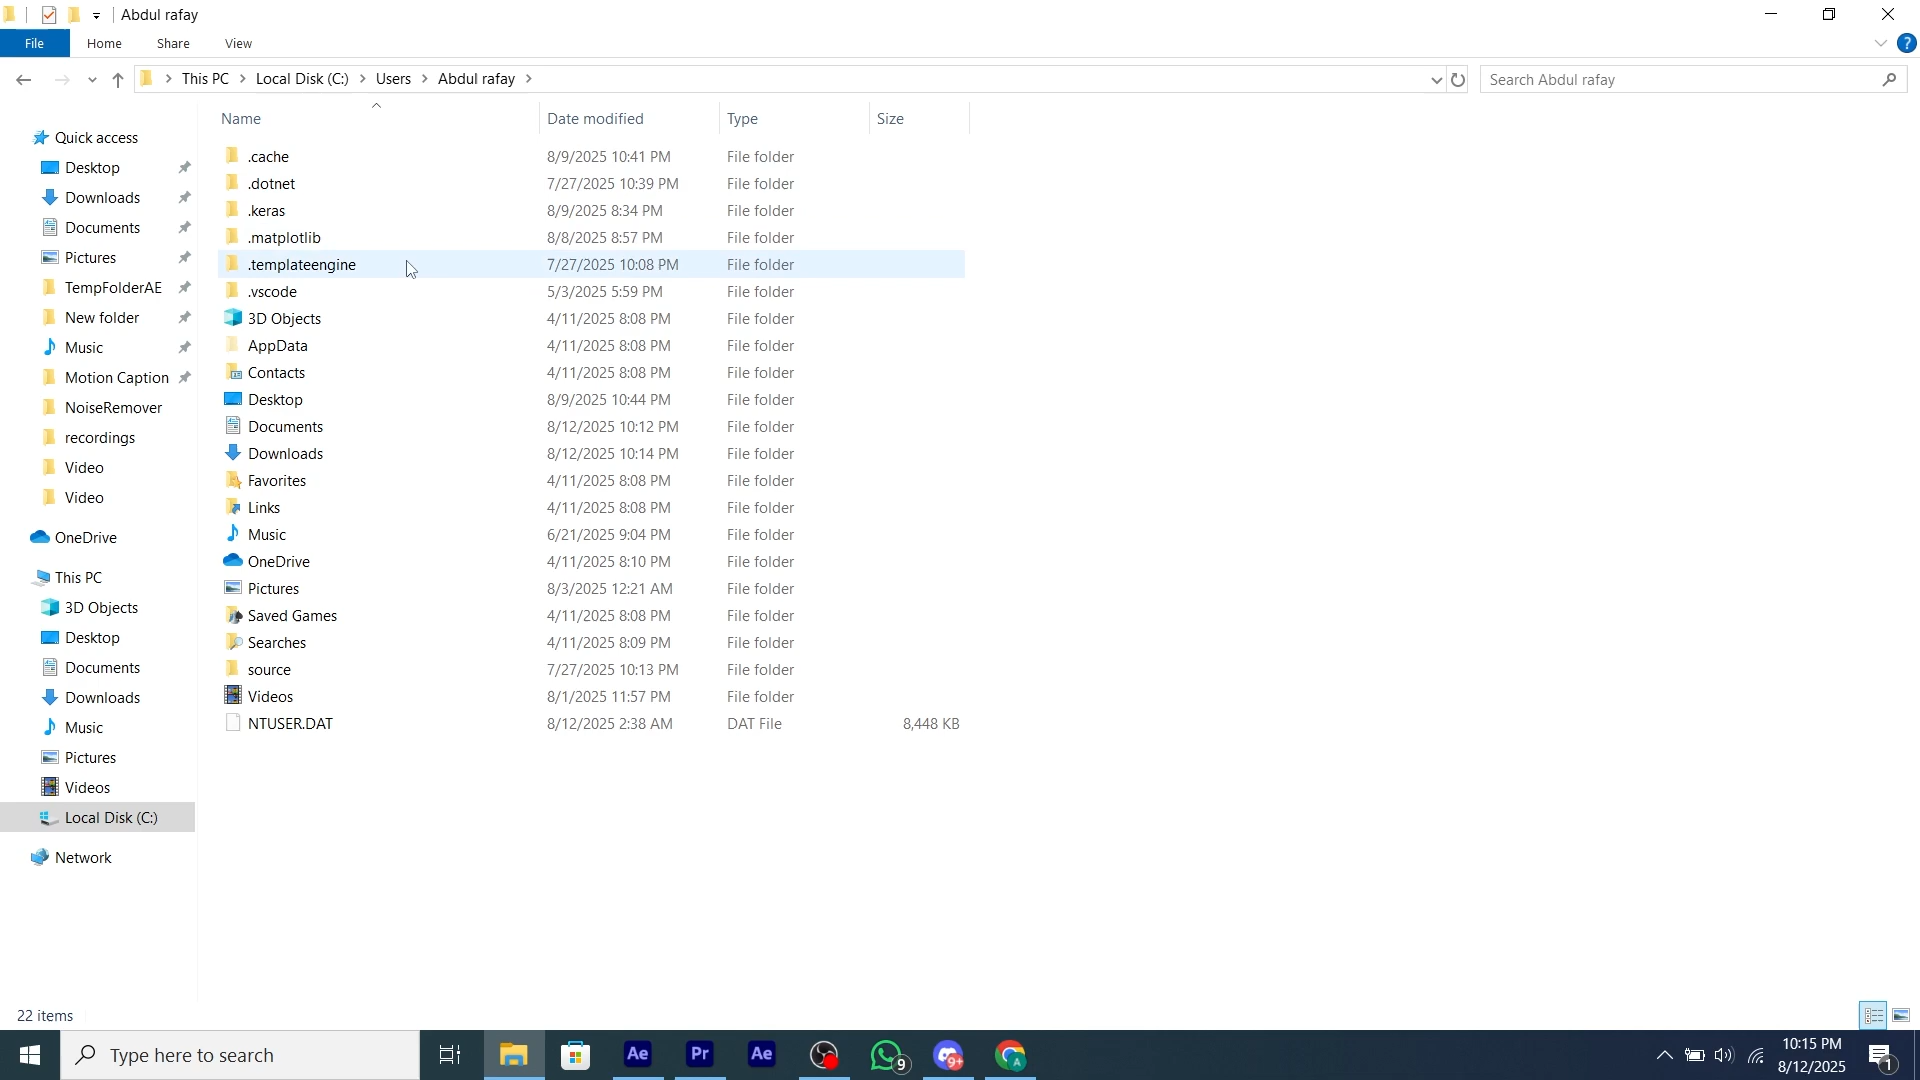 Abdul rafay
File Home Share View
This PC Local Disk (C:) Users Abdul rafay
Search Abdul rafay
Name Date modified Type Size
Quick access
Desktop
Downloads
Documents
Pictures
TempFolderAE
New folder
Music
Motion Caption
NoiseRemover
recordings
Video
Video
OneDrive
This PC
3D Objects
Desktop
Documents
Downloads
Music
Pictures
Videos
Local Disk (C:)
Network
.cache 8/9/2025 10:41 PM File folder
.dotnet 7/27/2025 10:39 PM File folder
.keras 8/9/2025 8:34 PM File folder
.matplotlib 8/8/2025 8:57 PM File folder
.templateengine 7/27/2025 10:08 PM File folder
.vscode 5/3/2025 5:59 PM File folder
3D Objects 4/11/2025 8:08 PM File folder
AppData 4/11/2025 8:08 PM File folder
Contacts 4/11/2025 8:08 PM File folder
Desktop 8/9/2025 10:44 PM File folder
Documents 8/12/2025 10:12 PM File folder
Downloads 8/12/2025 10:14 PM File folder
Favorites 4/11/2025 8:08 PM File folder
Links 4/11/2025 8:08 PM File folder
Music 6/21/2025 9:04 PM File folder
OneDrive 4/11/2025 8:10 PM File folder
Pictures 8/3/2025 12:21 AM File folder
Saved Games 4/11/2025 8:08 PM File folder
Searches 4/11/2025 8:09 PM File folder
source 7/27/2025 10:13 PM File folder
Videos 8/1/2025 11:57 PM File folder
NTUSER.DAT 8/12/2025 2:38 AM DAT File 8,448 KB
22 items
Type here to search
Ae Pr Ae 9 9+ A
10:15 PM
8/12/2025
1